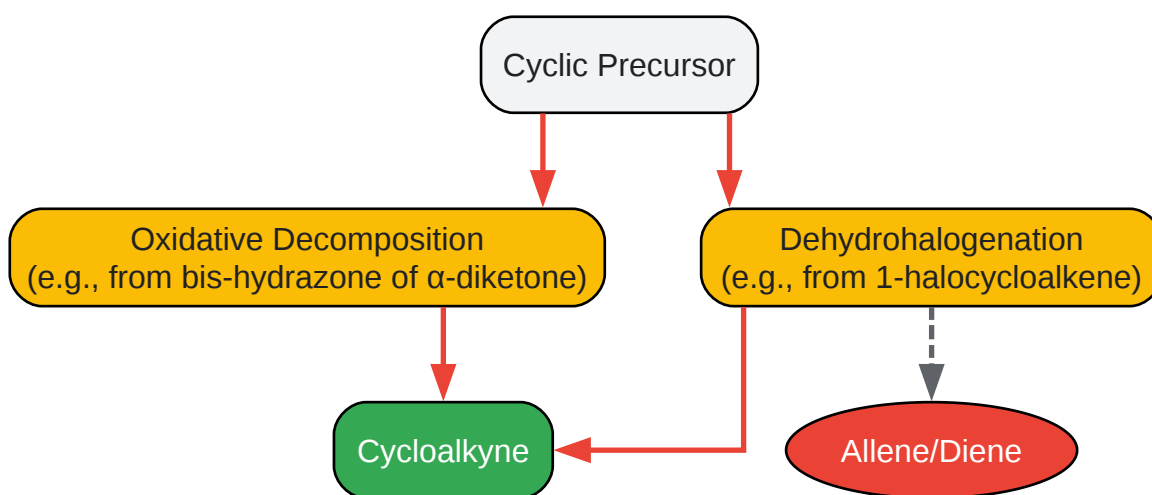 Cyclic Precursor
Oxidative Decomposition
(e.g., from bis-hydrazone of α-diketone)
Dehydrohalogenation
(e.g., from 1-halocycloalkene)
Cycloalkyne
Allene/Diene